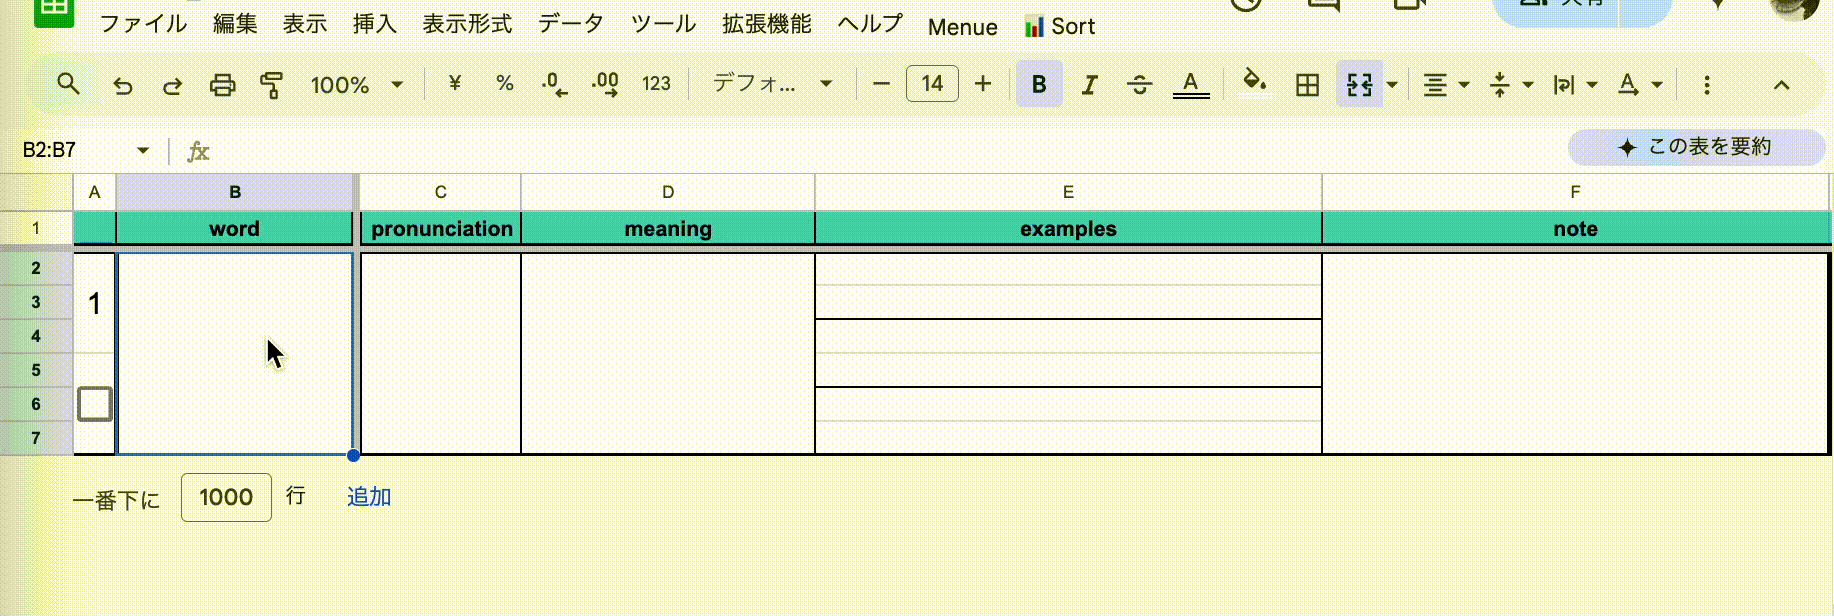 ファイル 編集 表示 挿入 表示形式 データ ツール 拡張機能 ヘルプ Menue Sort
100% ¥ % .0 .00 123 デフォ... 14 B I S A A
B2:B7 fx この表を要約
A B C D E F
1 word pronunciation meaning examples note
2
3 1
4
5
6
7
一番下に 1000 行 追加